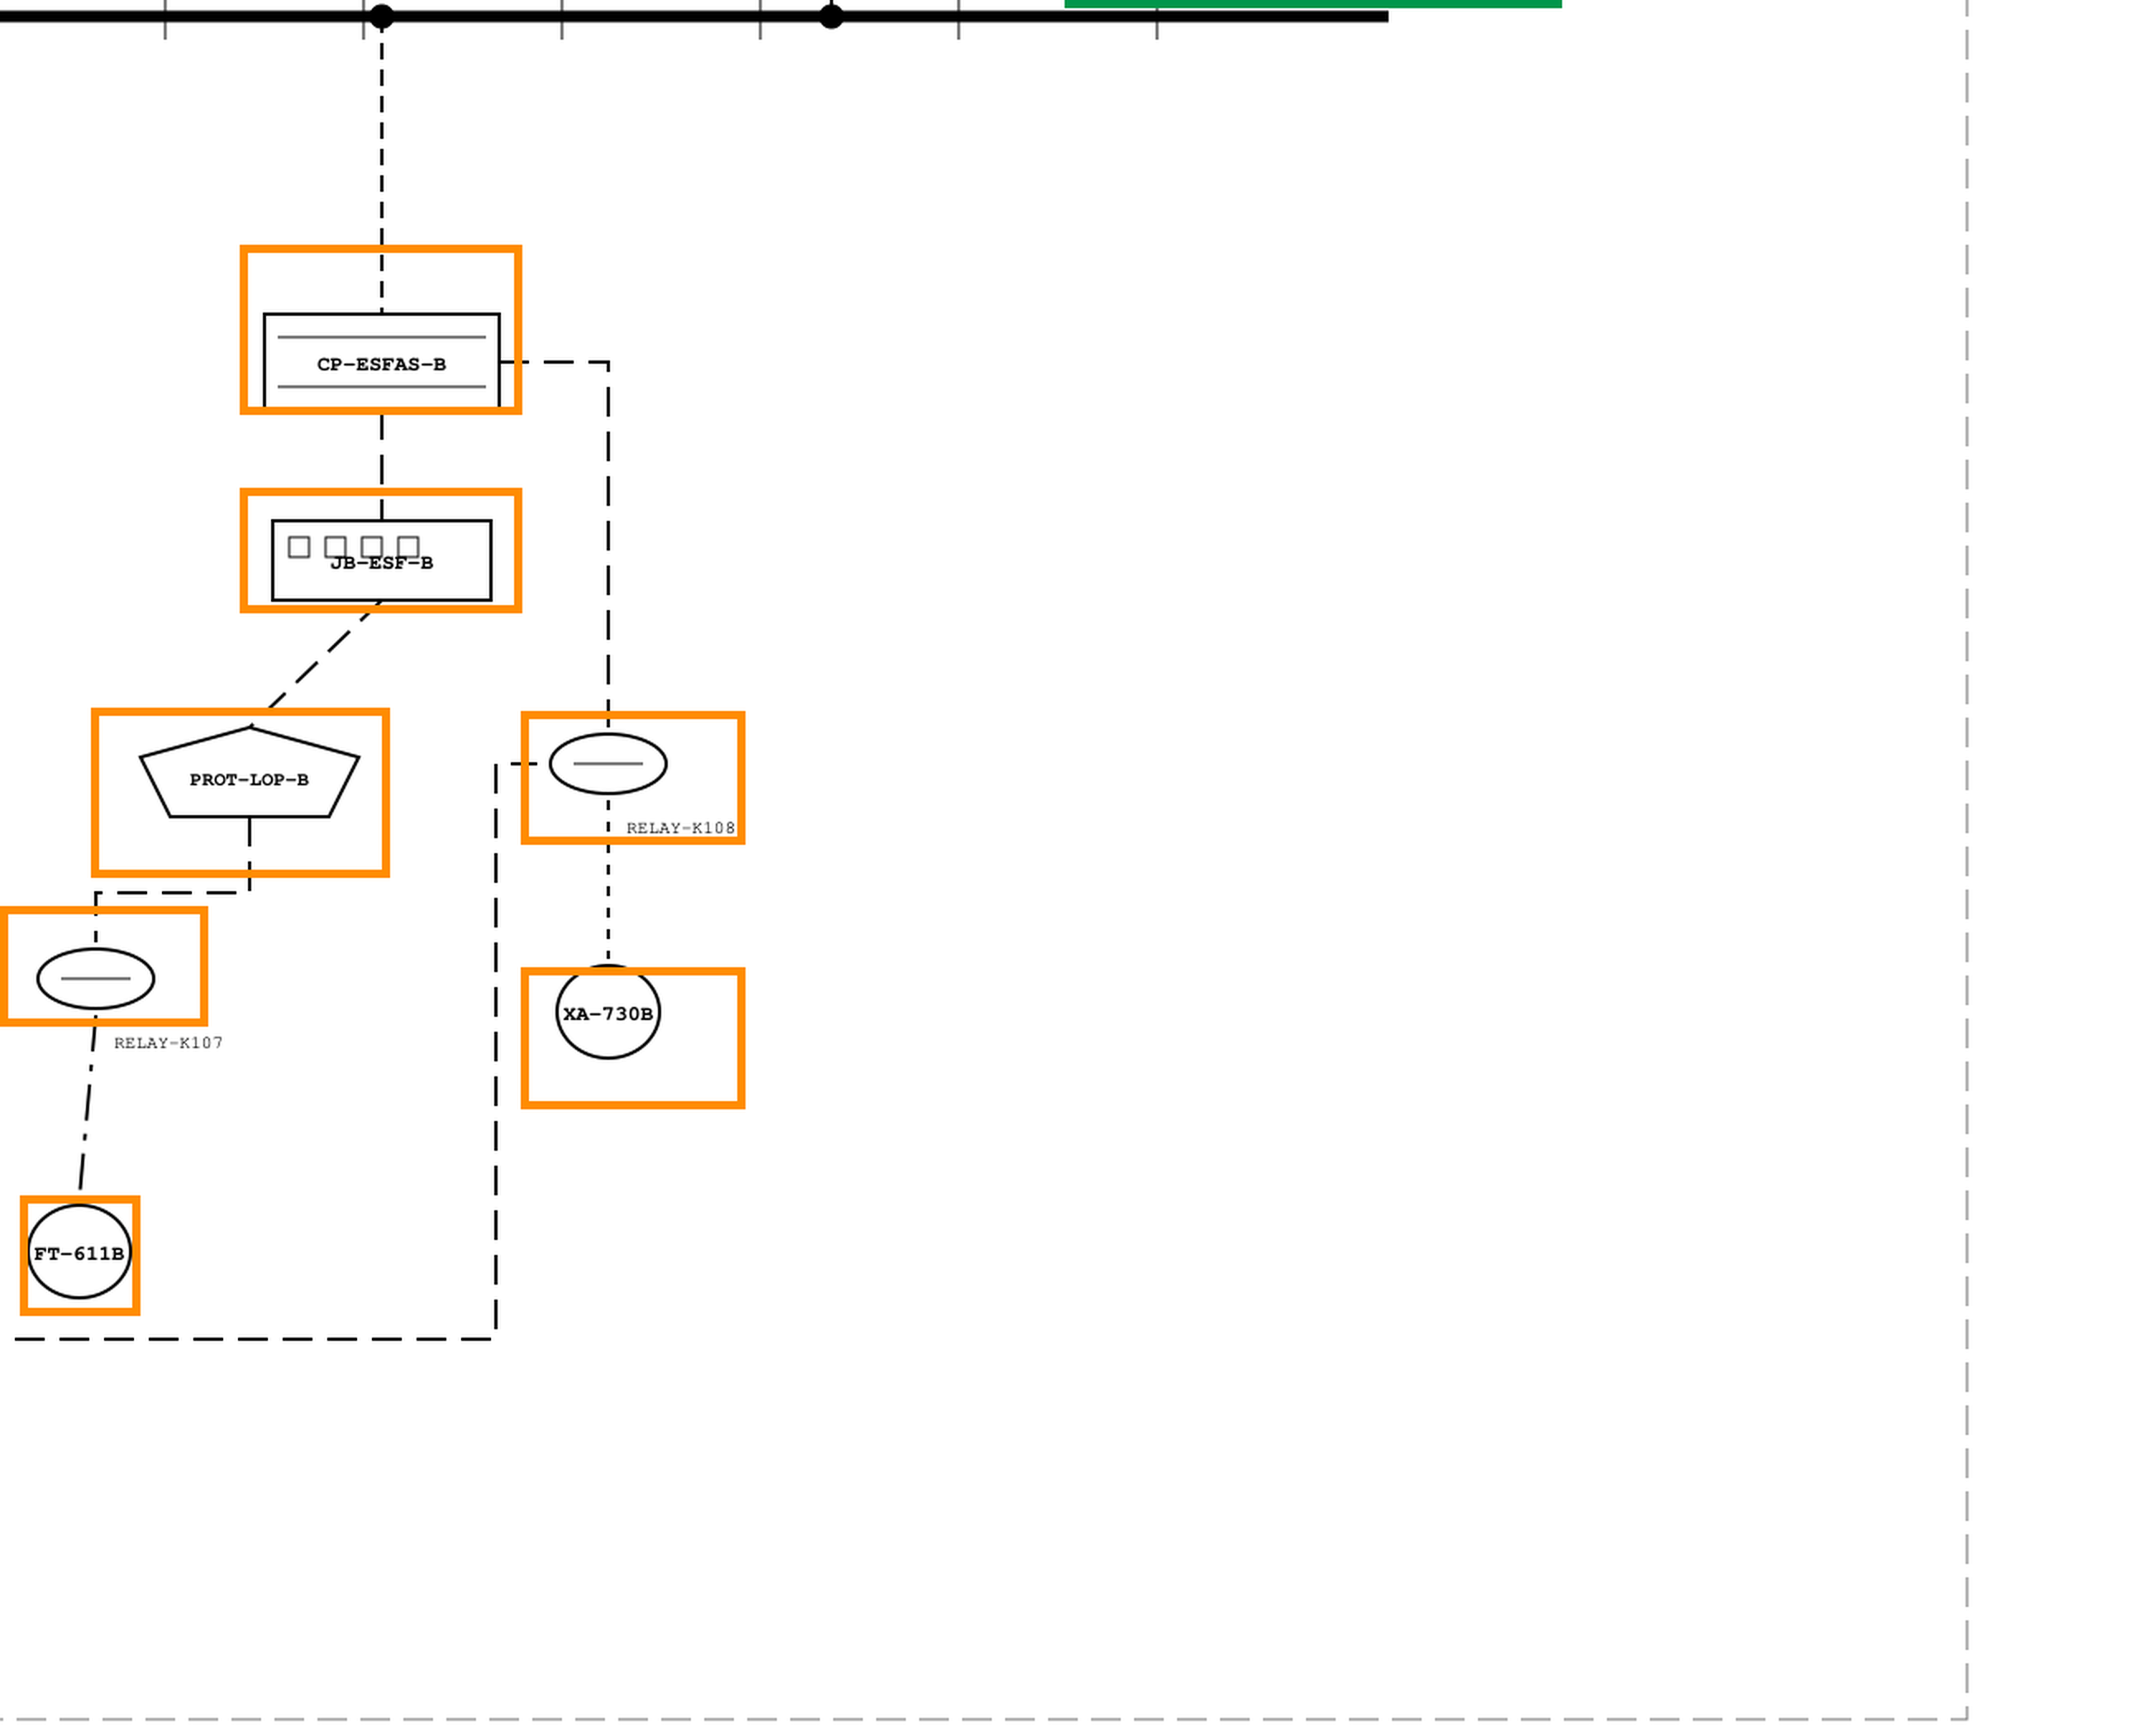 CP-ESFAS-B
JB-ESF-B
PROT-LOP-B
RELAY-K108
XA-730B
RELAY-K107
FT-611B